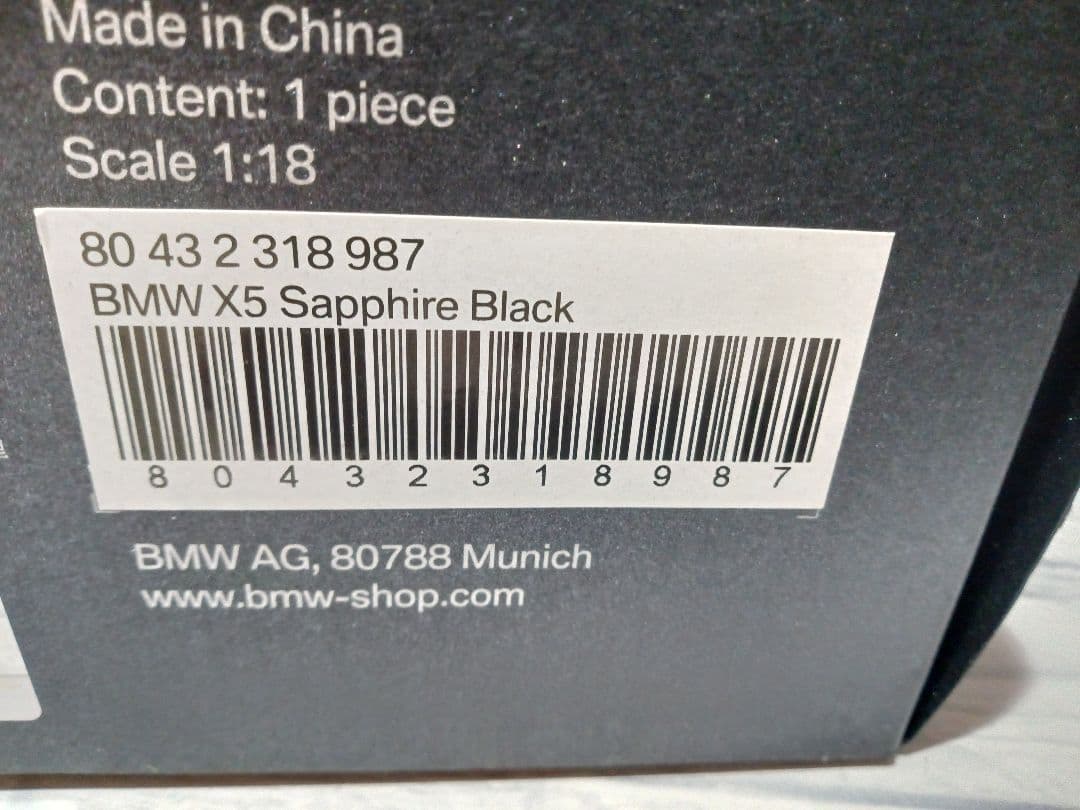 Made in China
Content: 1 piece
Scale 1:18
80 43 2 318 987
BMW X5 Sapphire Black
8 0 4 3 2 3 1 8 9 8 7
BMW AG, 80788 Munich
www.bmw-shop.com